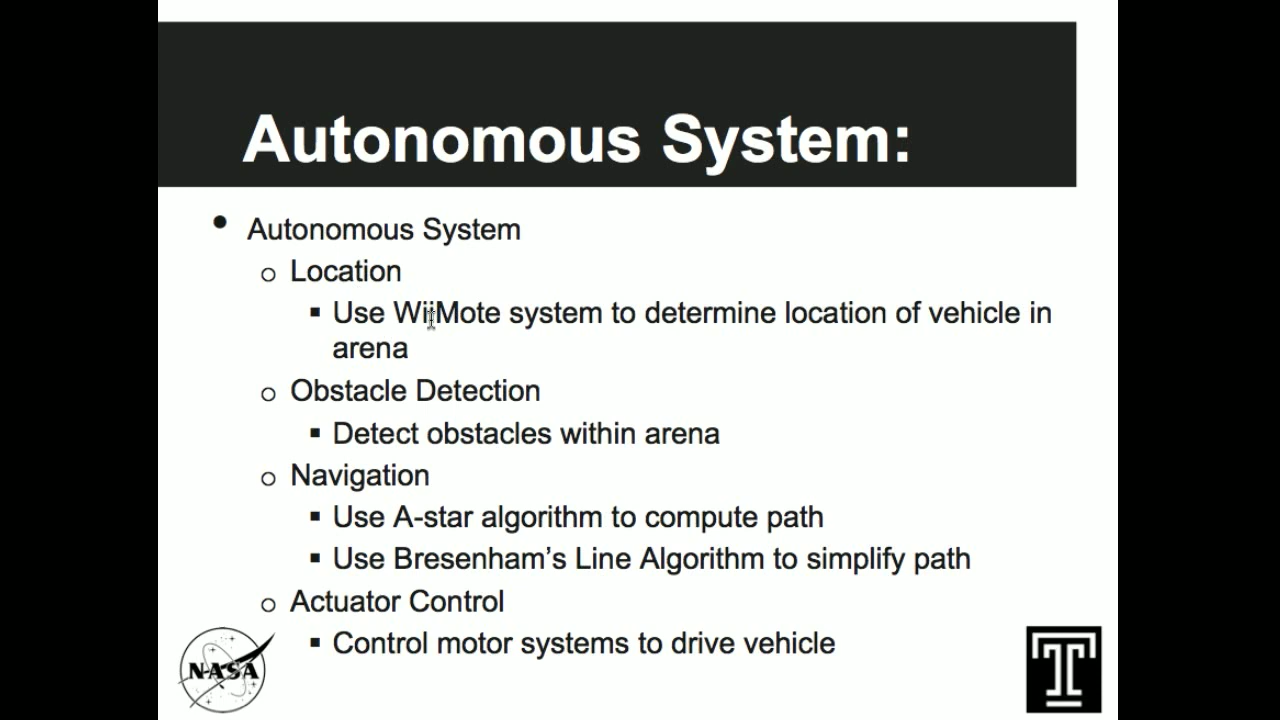 Autonomous System:
• Autonomous System
o Location
▪ Use WiiMote system to determine location of vehicle in
arena
o Obstacle Detection
▪ Detect obstacles within arena
o Navigation
▪ Use A-star algorithm to compute path
▪ Use Bresenham’s Line Algorithm to simplify path
o Actuator Control
▪ Control motor systems to drive vehicle
NASA
T